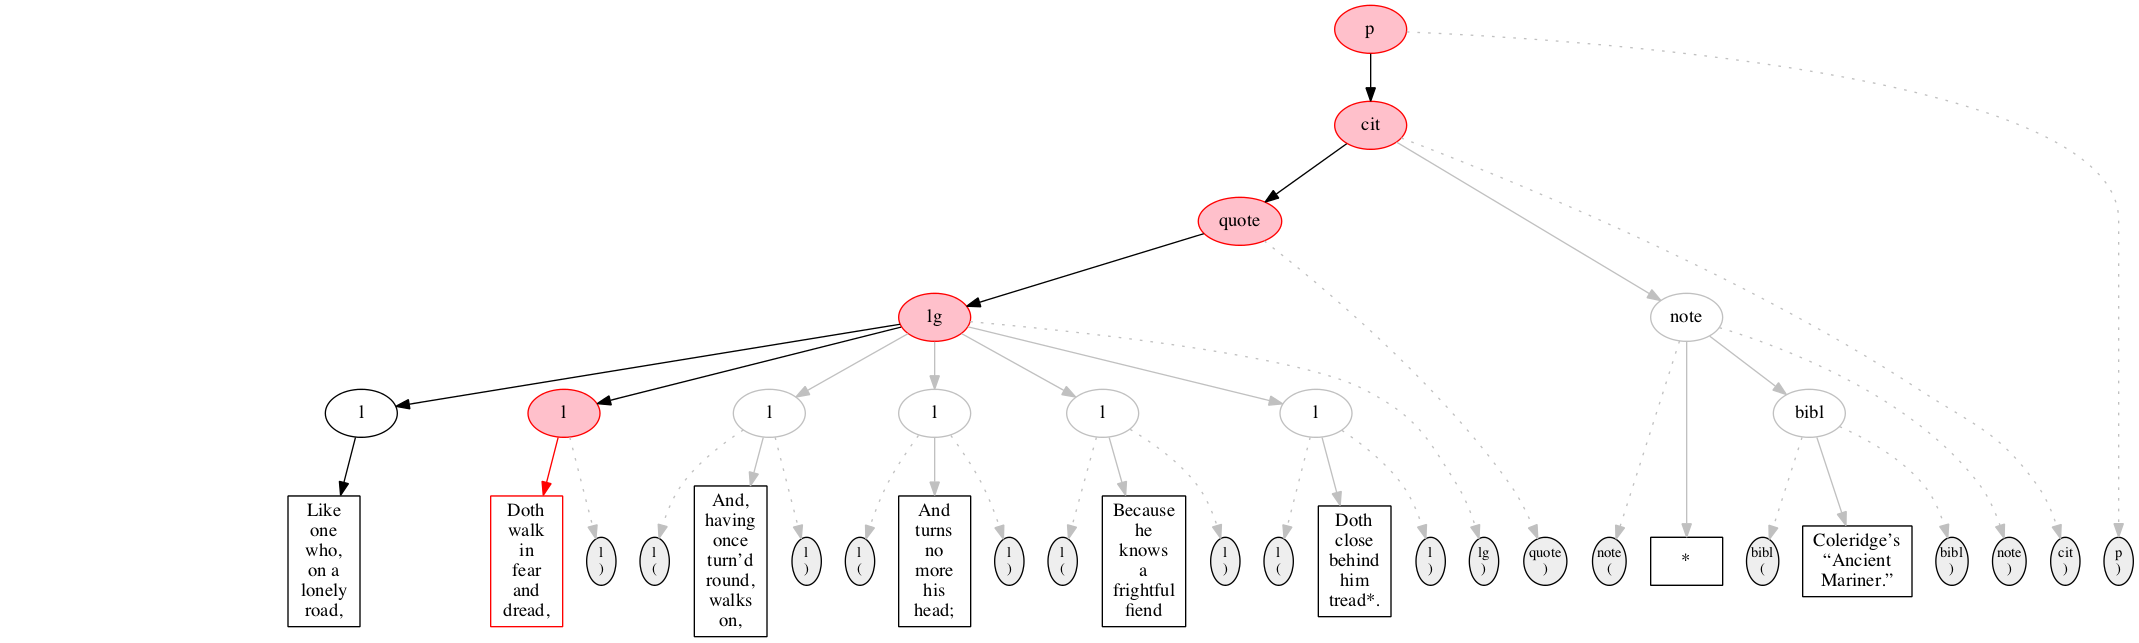 p
cit
quote
lg
note
l
l
l
l
l
l
bibl
Like
one
who,
on a
lonely
road,
Doth
walk
in
fear
and
dread,
l
)
l
(
And,
having
once
turn’d
round,
walks
on,
l
)
l
(
And
turns
no
more
his
head;
l
)
l
(
Because
he
knows
a
frightful
fiend
l
)
l
(
Doth
close
behind
him
tread*.
l
)
lg
)
quote
)
note
(
*
bibl
(
Coleridge’s
“Ancient
Mariner.”
bibl
)
note
)
cit
)
p
)